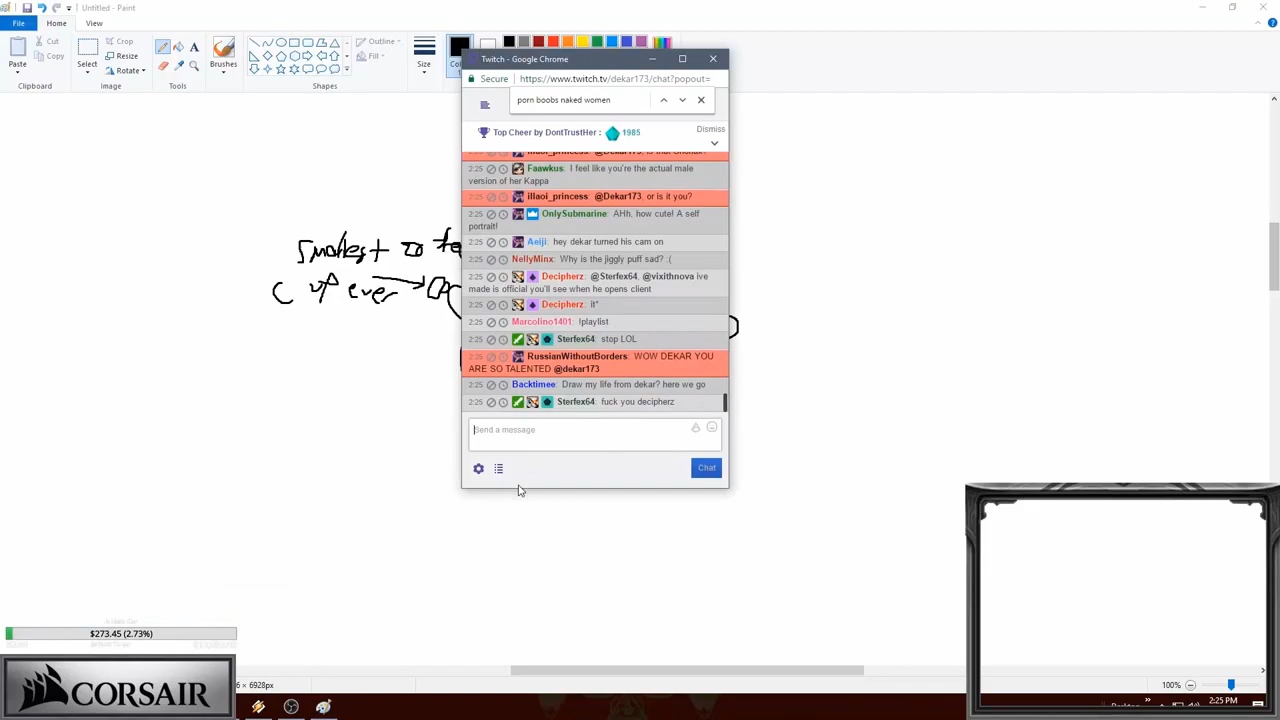 Untitled - Paint
File
Home
View
Paste
Cut
Copy
Clipboard
Select
Crop
Resize
Rotate
Image
Tools
Brushes
Shapes
Outline
Fill
Size
Twitch - Google Chrome
Secure
https://www.twitch.tv/dekar173/chat?popout=
porn boobs naked women
Top Cheer by DontTrustHer : 1985
Dismiss
2:25 Faawkus: I feel like you're the actual male
version of her Kappa
2:25 illaoi_princess: @Dekar173, or is it you?
2:25 OnlySubmarine: AHh, how cute! A self
portrait!
2:25 Aeiji: hey dekar turned his cam on
2:25 NellyMinx: Why is the jiggly puff sad? :(
2:25 Decipherz: @Sterfex64, @vixithnova ive
made is official you'll see when he opens
client
2:25 Decipherz: it*
2:25 Marcolino1401: !playlist
2:25 Sterfex64: stop LOL
2:25 RussianWithoutBorders: WOW DEKAR YOU
ARE SO TALENTED @dekar173
2:25 Backtimee: Draw my life from dekar? here we go
2:25 Sterfex64: fuck you decipherz
Send a message
Chat
$273.45 (2.73%)
CORSAIR
6 × 6928px
100%
2:25 PM